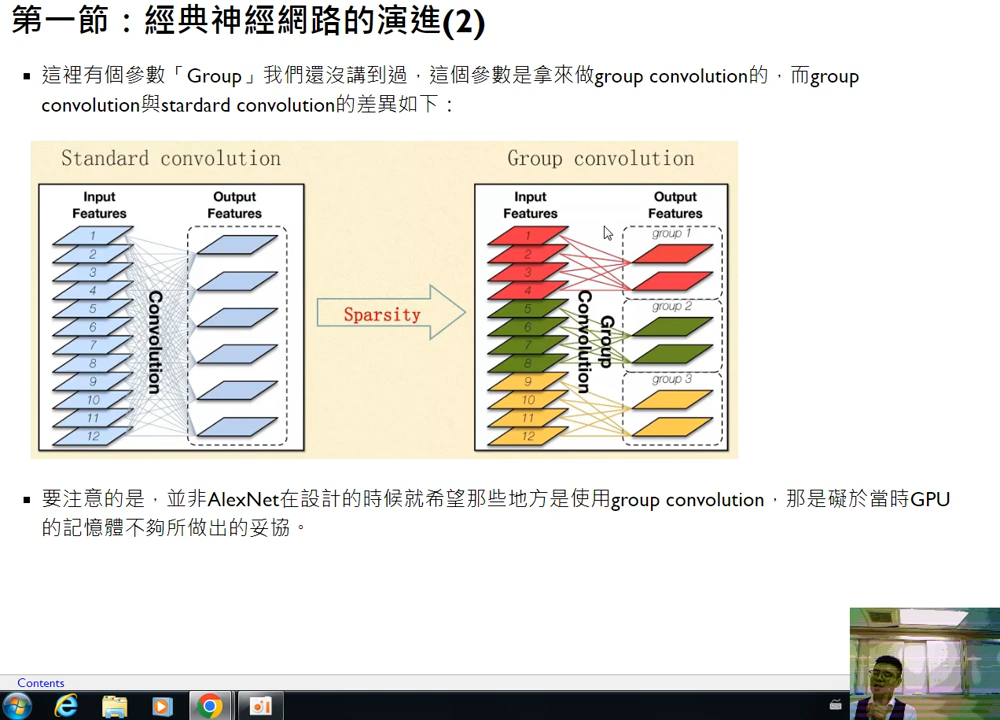 第一節：經典神經網路的演進(2)
這裡有個參數「Group」我們還沒講到過，這個參數是拿來做group convolution的，而group
convolution與stardard convolution的差異如下：
Standard convolution
Group convolution
Input
Features
Output
Features
1
2
3
4
5
6
7
8
9
10
11
12
Convolution
Sparsity
Input
Features
Output
Features
1
2
3
4
5
6
7
8
9
10
11
12
Group
Convolution
group 1
group 2
group 3
要注意的是，並非AlexNet在設計的時候就希望那些地方是使用group convolution，那是礙於當時GPU
的記憶體不夠所做出的妥協。
Contents